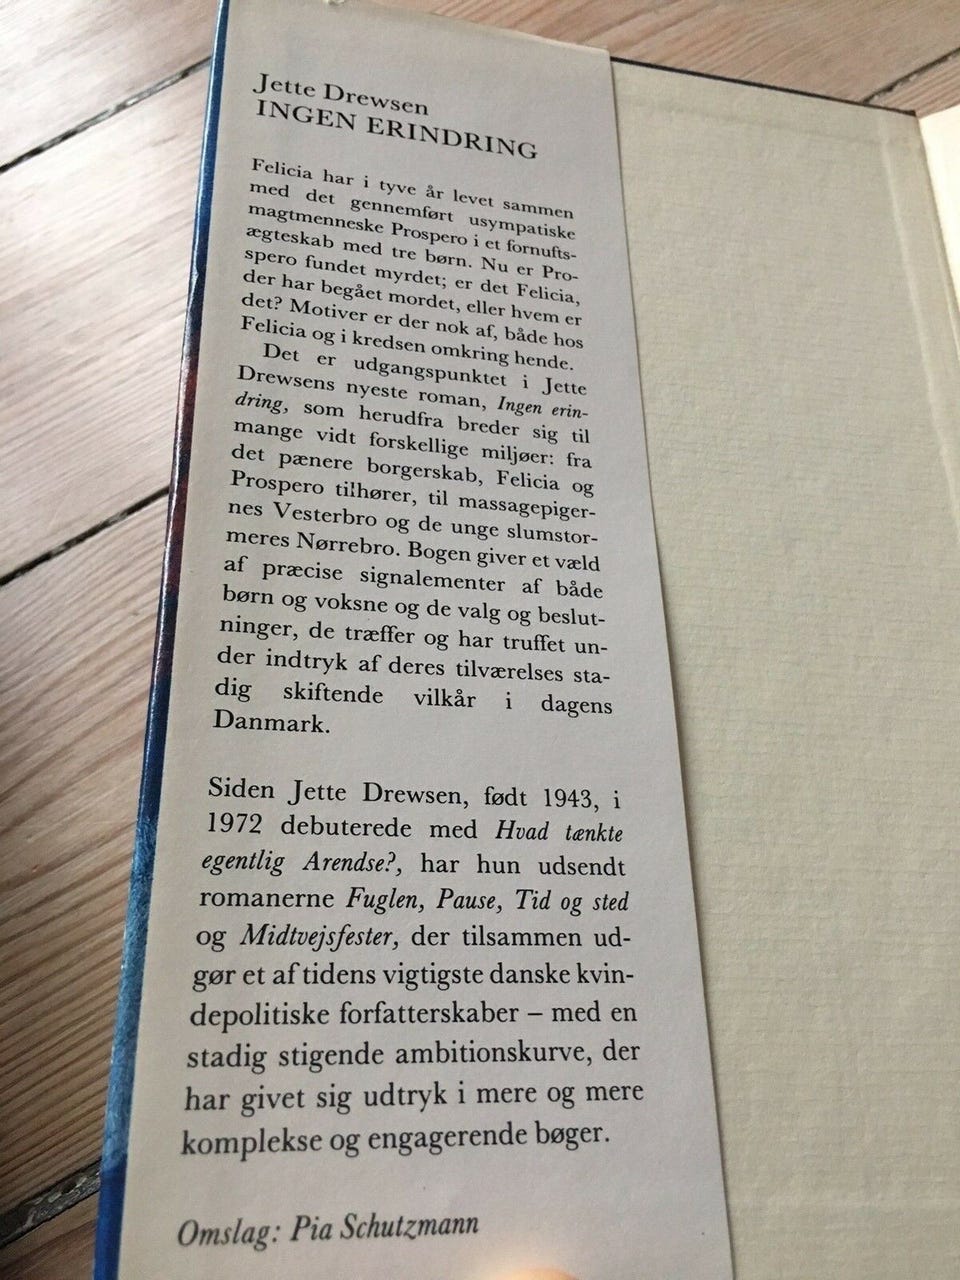 Jette Drewsen
INGEN ERINDRING
Felicia har i tyve år levet sammen
med det gennemført usympatiske
magtmenneske Prospero i et fornufts-
ægteskab med tre børn. Nu er Pro-
spero fundet myrdet; er det Felicia,
der har begået mordet, eller hvem er
det? Motiver er der nok af, både hos
Felicia og i kredsen omkring hende.
Det er udgangspunktet i Jette
Drewsens nyeste roman, Ingen erin-
dring, som herudfra breder sig til
mange vidt forskellige miljøer: fra
det pænere borgerskab, Felicia og
Prospero tilhører, til massagepiger-
nes Vesterbro og de unge slumstor-
meres Nørrebro. Bogen giver et væld
af præcise signalementer af både
børn og voksne og de valg og beslut-
ninger, de træffer og har truffet un-
der indtryk af deres tilværelses sta-
dig skiftende vilkår i dagens
Danmark.
Siden Jette Drewsen, født 1943, i
1972 debuterede med Hvad tænkte
egentlig Arendse?, har hun udsendt
romanerne Fuglen, Pause, Tid og sted
og Midtvejsfester, der tilsammen ud-
gør et af tidens vigtigste danske kvin-
depolitiske forfatterskaber – med en
stadig stigende ambitionskurve, der
har givet sig udtryk i mere og mere
komplekse og engagerende bøger.
Omslag: Pia Schutzmann